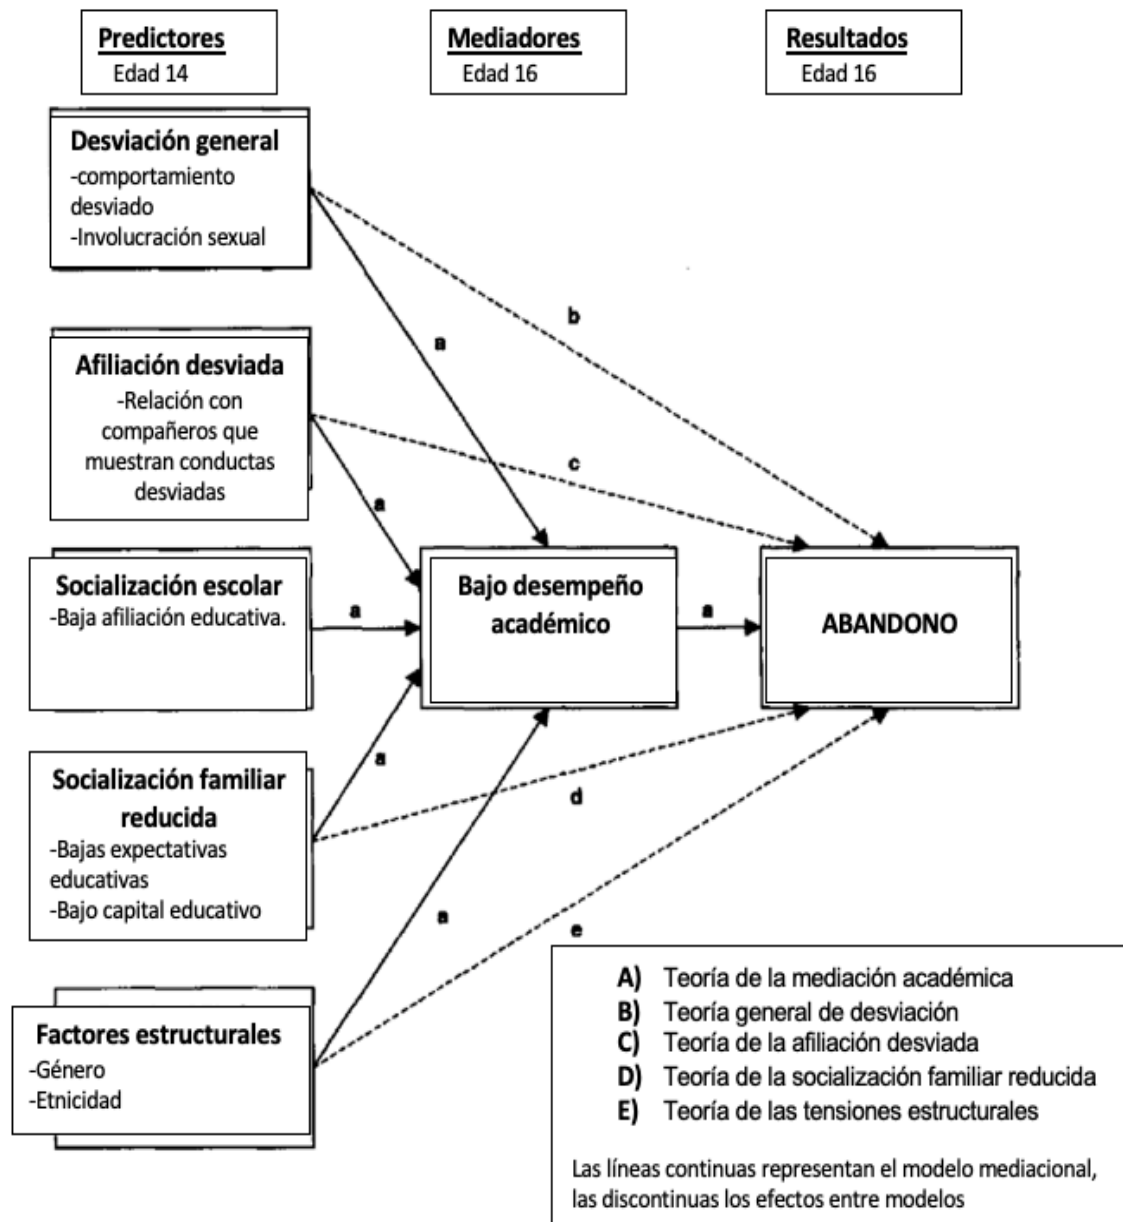 Predictores
Edad 14
Mediadores
Edad 16
Resultados
Edad 16
Desviación general
-comportamiento
desviado
-Involucración sexual
b
a
Afiliación desviada
-Relación con
compañeros que
muestran conductas
desviadas
c
a
Socialización escolar
-Baja afiliación educativa.
a
Bajo desempeño
académico
a
ABANDONO
Socialización familiar
reducida
-Bajas expectativas
educativas
-Bajo capital educativo
a
d
a
e
Factores estructurales
-Género
-Etnicidad
A) Teoría de la mediación académica
B) Teoría general de desviación
C) Teoría de la afiliación desviada
D) Teoría de la socialización familiar reducida
E) Teoría de las tensiones estructurales
Las líneas continuas representan el modelo mediacional,
las discontinuas los efectos entre modelos